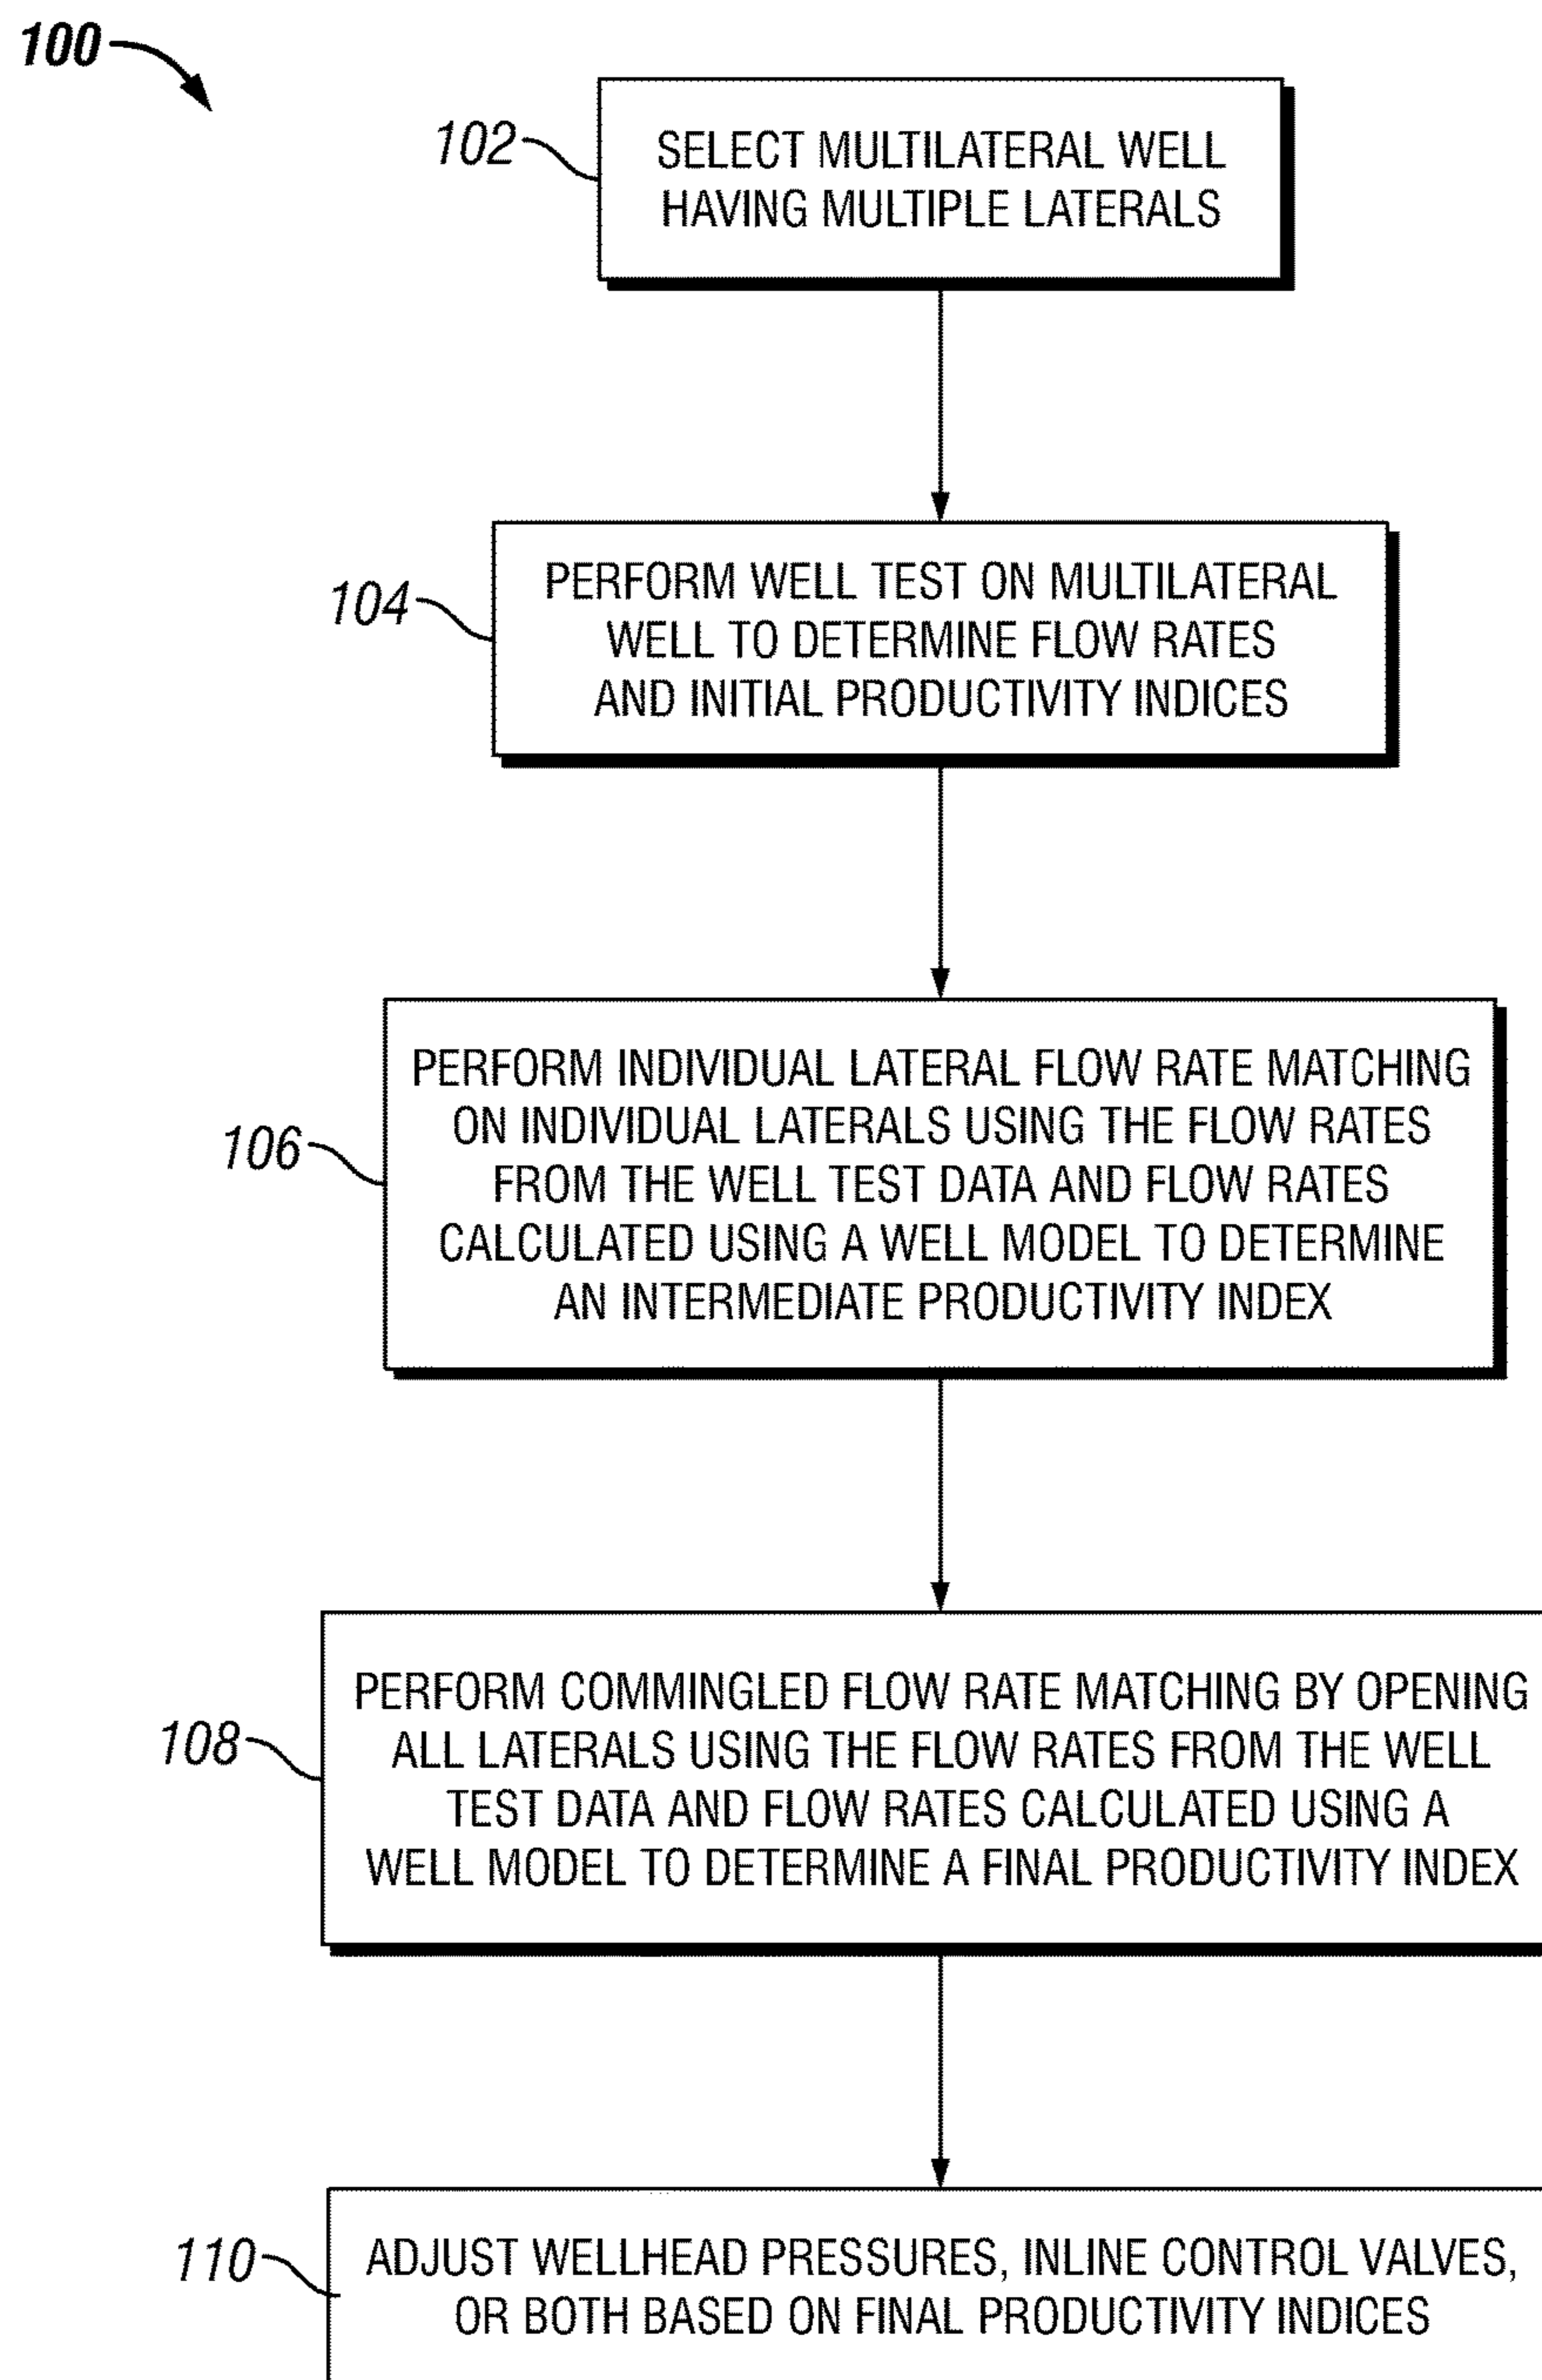 100
102
SELECT MULTILATERAL WELL
HAVING MULTIPLE LATERALS
104
PERFORM WELL TEST ON MULTILATERAL
WELL TO DETERMINE FLOW RATES
AND INITIAL PRODUCTIVITY INDICES
106
PERFORM INDIVIDUAL LATERAL FLOW RATE MATCHING
ON INDIVIDUAL LATERALS USING THE FLOW RATES
FROM THE WELL TEST DATA AND FLOW RATES
CALCULATED USING A WELL MODEL TO DETERMINE
AN INTERMEDIATE PRODUCTIVITY INDEX
108
PERFORM COMMINGLED FLOW RATE MATCHING BY OPENING
ALL LATERALS USING THE FLOW RATES FROM THE WELL
TEST DATA AND FLOW RATES CALCULATED USING A
WELL MODEL TO DETERMINE A FINAL PRODUCTIVITY INDEX
110
ADJUST WELLHEAD PRESSURES, INLINE CONTROL VALVES,
OR BOTH BASED ON FINAL PRODUCTIVITY INDICES